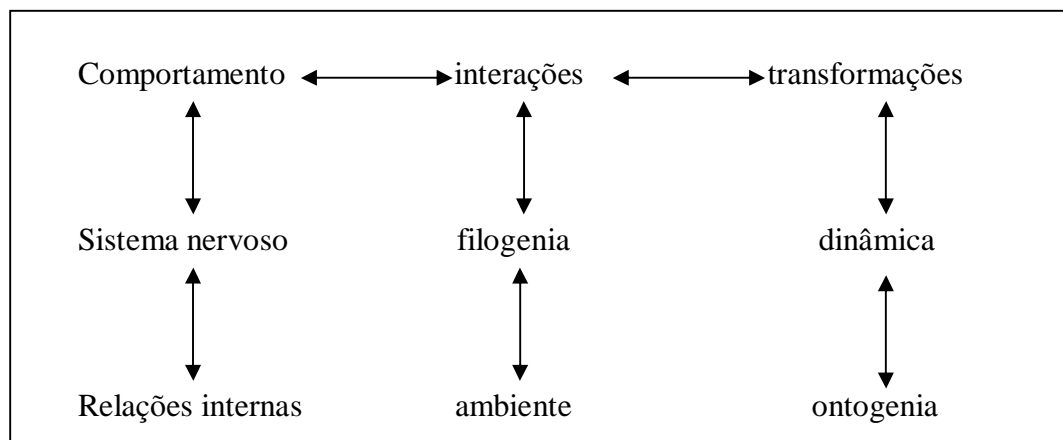 Comportamento interações transformações
Sistema nervoso filogenia dinâmica
Relações internas ambiente ontogenia